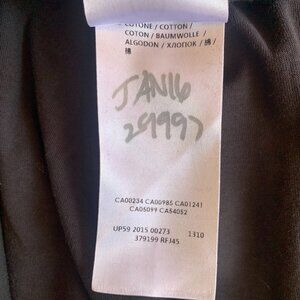 COTONE / COTTON /
COTON / BAUMWOLLE /
ALGODON / ХЛОПОК / 棉 /
棉
JAN16
29997
CA00234 CA00985 CA01241
CA05099 CA54052
UP59 2015 00273 1310
379199 RFJ45